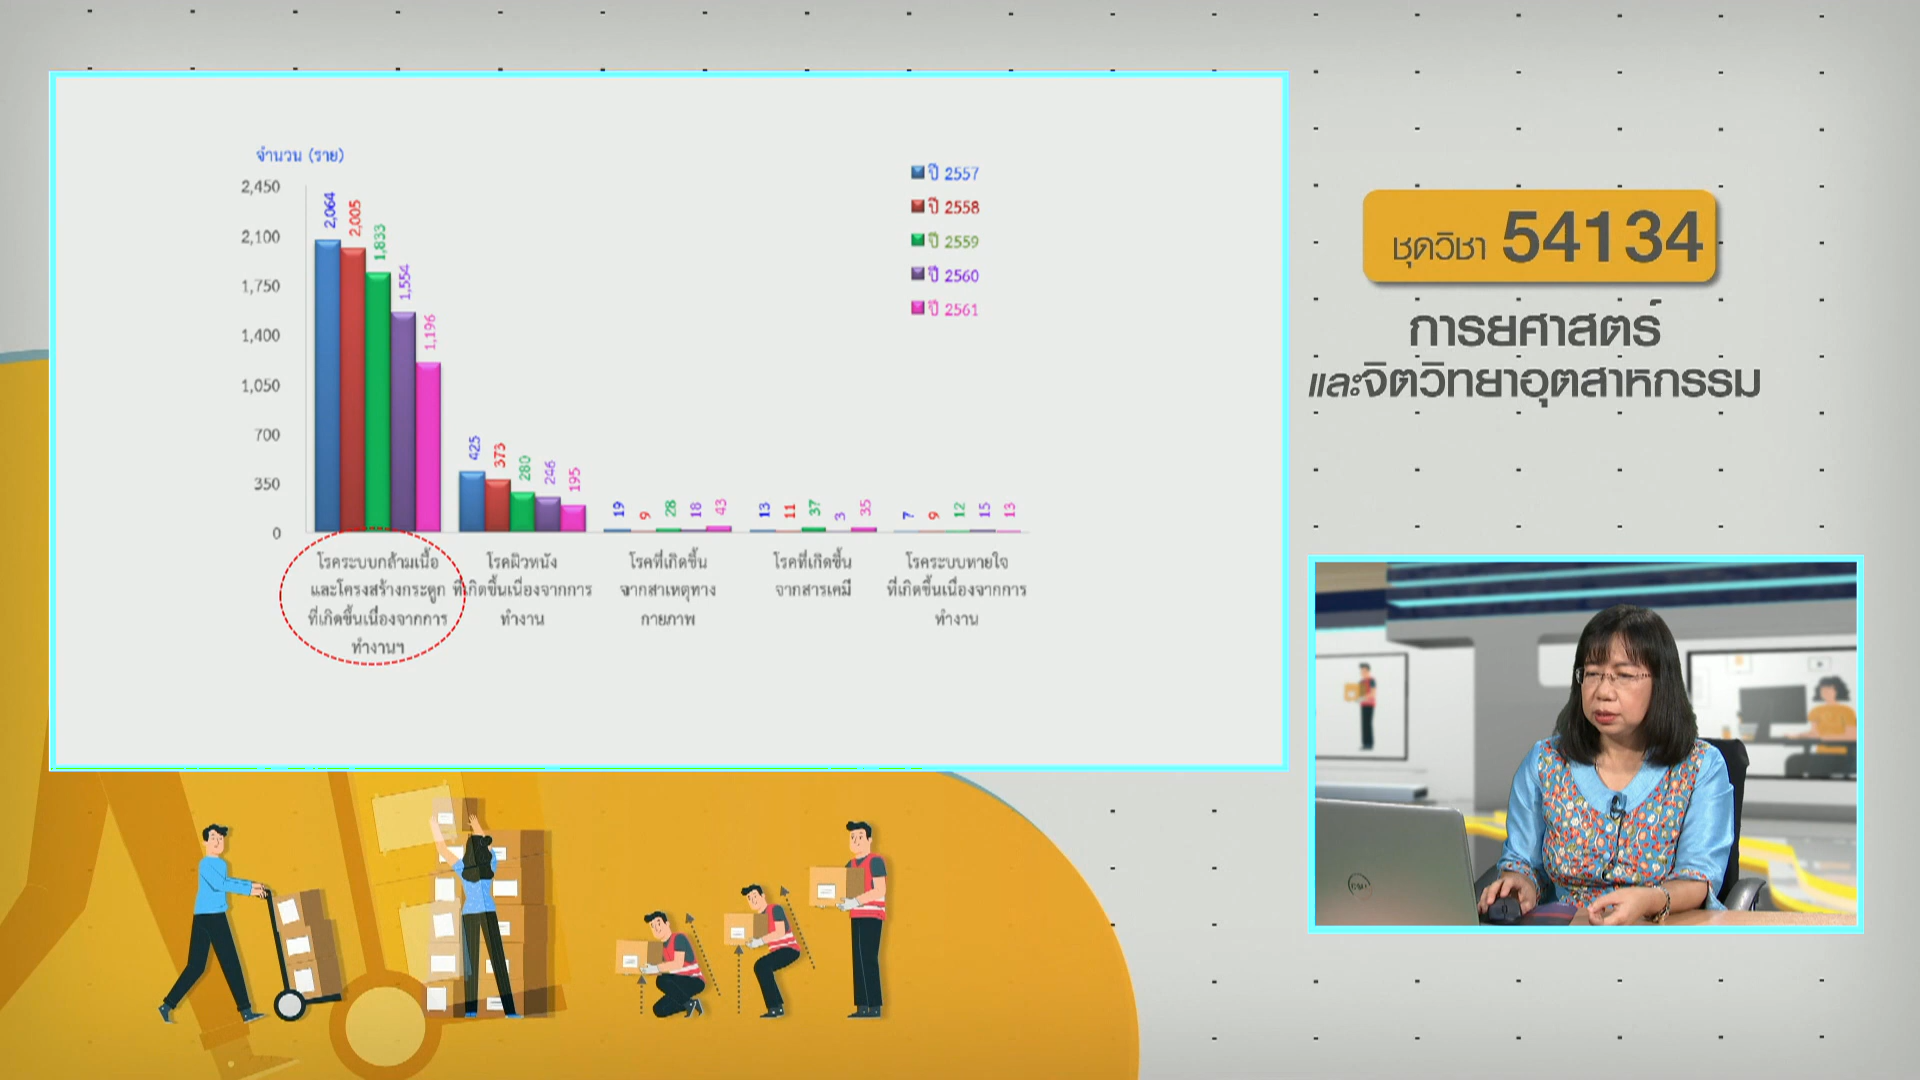 จำนวน (ราย)
2,450
2,100
1,750
1,400
1,050
700
350
0
2,064
2,005
1,833
1,554
1,196
425
373
280
246
195
19
9
28
18
43
13
11
37
3
35
7
9
12
15
13
ปี 2557
ปี 2558
ปี 2559
ปี 2560
ปี 2561
โรคระบบกล้ามเนื้อ
และโครงสร้างกระดูก
ที่เกิดขึ้นเนื่องจากการ
ทำงานฯ
โรคผิวหนัง
ที่เกิดขึ้นเนื่องจากการ
ทำงาน
โรคที่เกิดขึ้น
จากสาเหตุทาง
กายภาพ
โรคที่เกิดขึ้น
จากสารเคมี
โรคระบบหายใจ
ที่เกิดขึ้นเนื่องจากการ
ทำงาน
ชุดวิชา 54134
การยศาสตร์
และจิตวิทยาอุตสาหกรรม
DELL